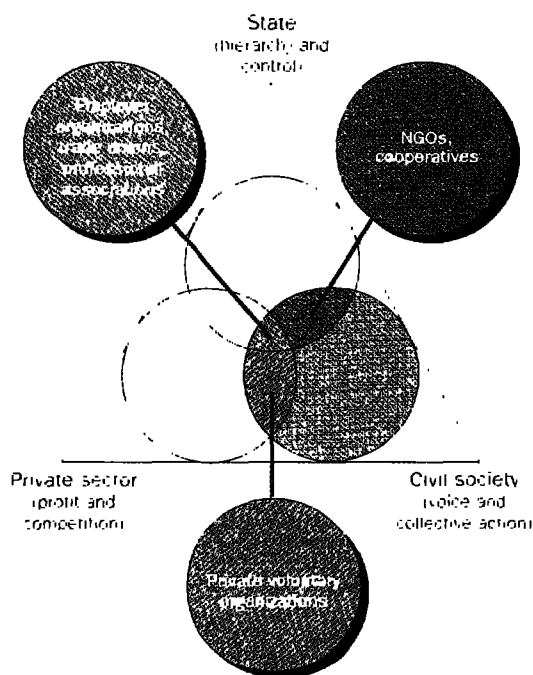 State
(hierarchy and
control)
Employer
organizations,
trade unions,
professional
associations
NGOs,
cooperatives
Private sector
(profit and
competition)
Civil society
(voice and
collective action)
Private voluntary
organizations